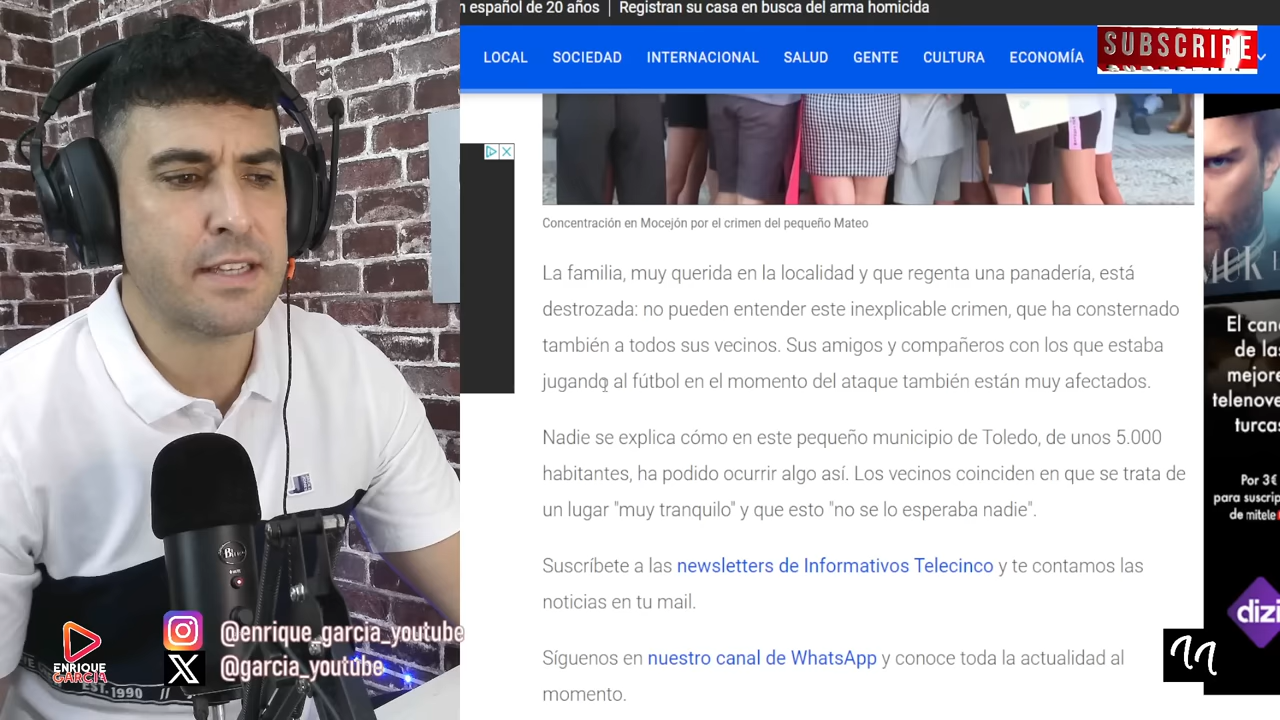 n español de 20 años | Registran su casa en busca del arma homicida
LOCAL SOCIEDAD INTERNACIONAL SALUD GENTE CULTURA ECONOMÍA
SUBSCRIBE
Concentración en Mocejón por el crimen del pequeño Mateo
La familia, muy querida en la localidad y que regenta una panadería, está
destrozada: no pueden entender este inexplicable crimen, que ha consternado
también a todos sus vecinos. Sus amigos y compañeros con los que estaba
jugando al fútbol en el momento del ataque también están muy afectados.
Nadie se explica cómo en este pequeño municipio de Toledo, de unos 5.000
habitantes, ha podido ocurrir algo así. Los vecinos coinciden en que se trata de
un lugar "muy tranquilo" y que esto "no se lo esperaba nadie".
Suscríbete a las newsletters de Informativos Telecinco y te contamos las
noticias en tu mail.
Síguenos en nuestro canal de WhatsApp y conoce toda la actualidad al
momento.
El cana
de las
mejore
telenove
turcas
Por 3€
para suscrip
de mitele
dizi
Blue
ENRIQUE
GARCIA
@enrique_garcia_youtube
@garcia_youtube
EST. 1990 //